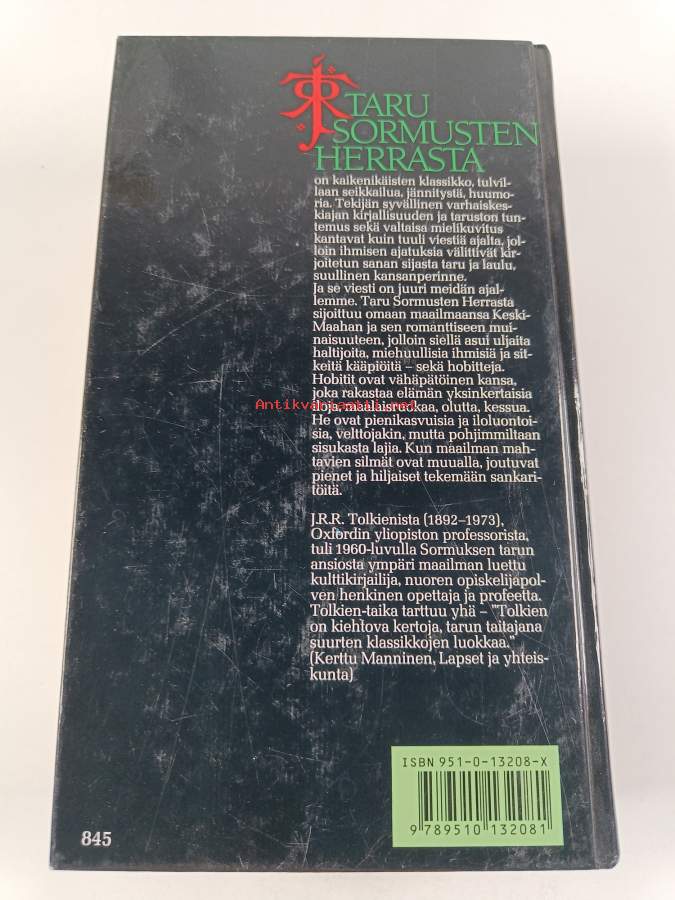 TARU
SORMUSTEN
HERRASTA
on kaikenikäisten klassikko, tulvil-
laan seikkailua, jännitystä, huumo-
ria. Tekijän syvällinen varhaiskes-
kiajan kirjallisuuden ja taruston tun-
temus sekä valtaisa mielikuvitus
kantavat kuin tuuli viestiä ajalta, jol-
loin ihmisen ajatuksia välittivät kir-
joitetun sanan sijasta taru ja laulu,
suullinen kansanperinne.
Ja se viesti on juuri meidän ajal-
lemme. Taru Sormusten Herrasta
sijoittuu omaan maailmaansa Keski-
Maahan ja sen romanttiseen mui-
naisuuteen, jolloin siellä asui uljaita
haltijoita, miehuullisia ihmisiä ja sit-
keitä kääpiöitä – sekä hobitteja.
Hobitit ovat vähäpätöinen kansa,
joka rakastaa elämän yksinkertaisia
iloja, maalaisruokaa, olutta, kessua.
Antikvariaatti.net
He ovat pienikasvuisia ja iloluontoi-
sia, velttojakin, mutta pohjimmiltaan
sisukasta lajia. Kun maailman mah-
tavien silmät ovat muualla, joutuvat
pienet ja hiljaiset tekemään sankari-
töitä.
J.R.R. Tolkienista (1892–1973),
Oxfordin yliopiston professorista,
tuli 1960-luvulla Sormuksen tarun
ansiosta ympäri maailman luettu
kulttikirjailija, nuoren opiskelijapol-
ven henkinen opettaja ja profeetta.
Tolkien-taika tarttuu yhä – "Tolkien
on kiehtova kertoja, tarun taitajana
suurten klassikkojen luokkaa."
(Kerttu Manninen, Lapset ja yhteis-
kunta)
ISBN 951-0-13208-X
9 789510 132081
845